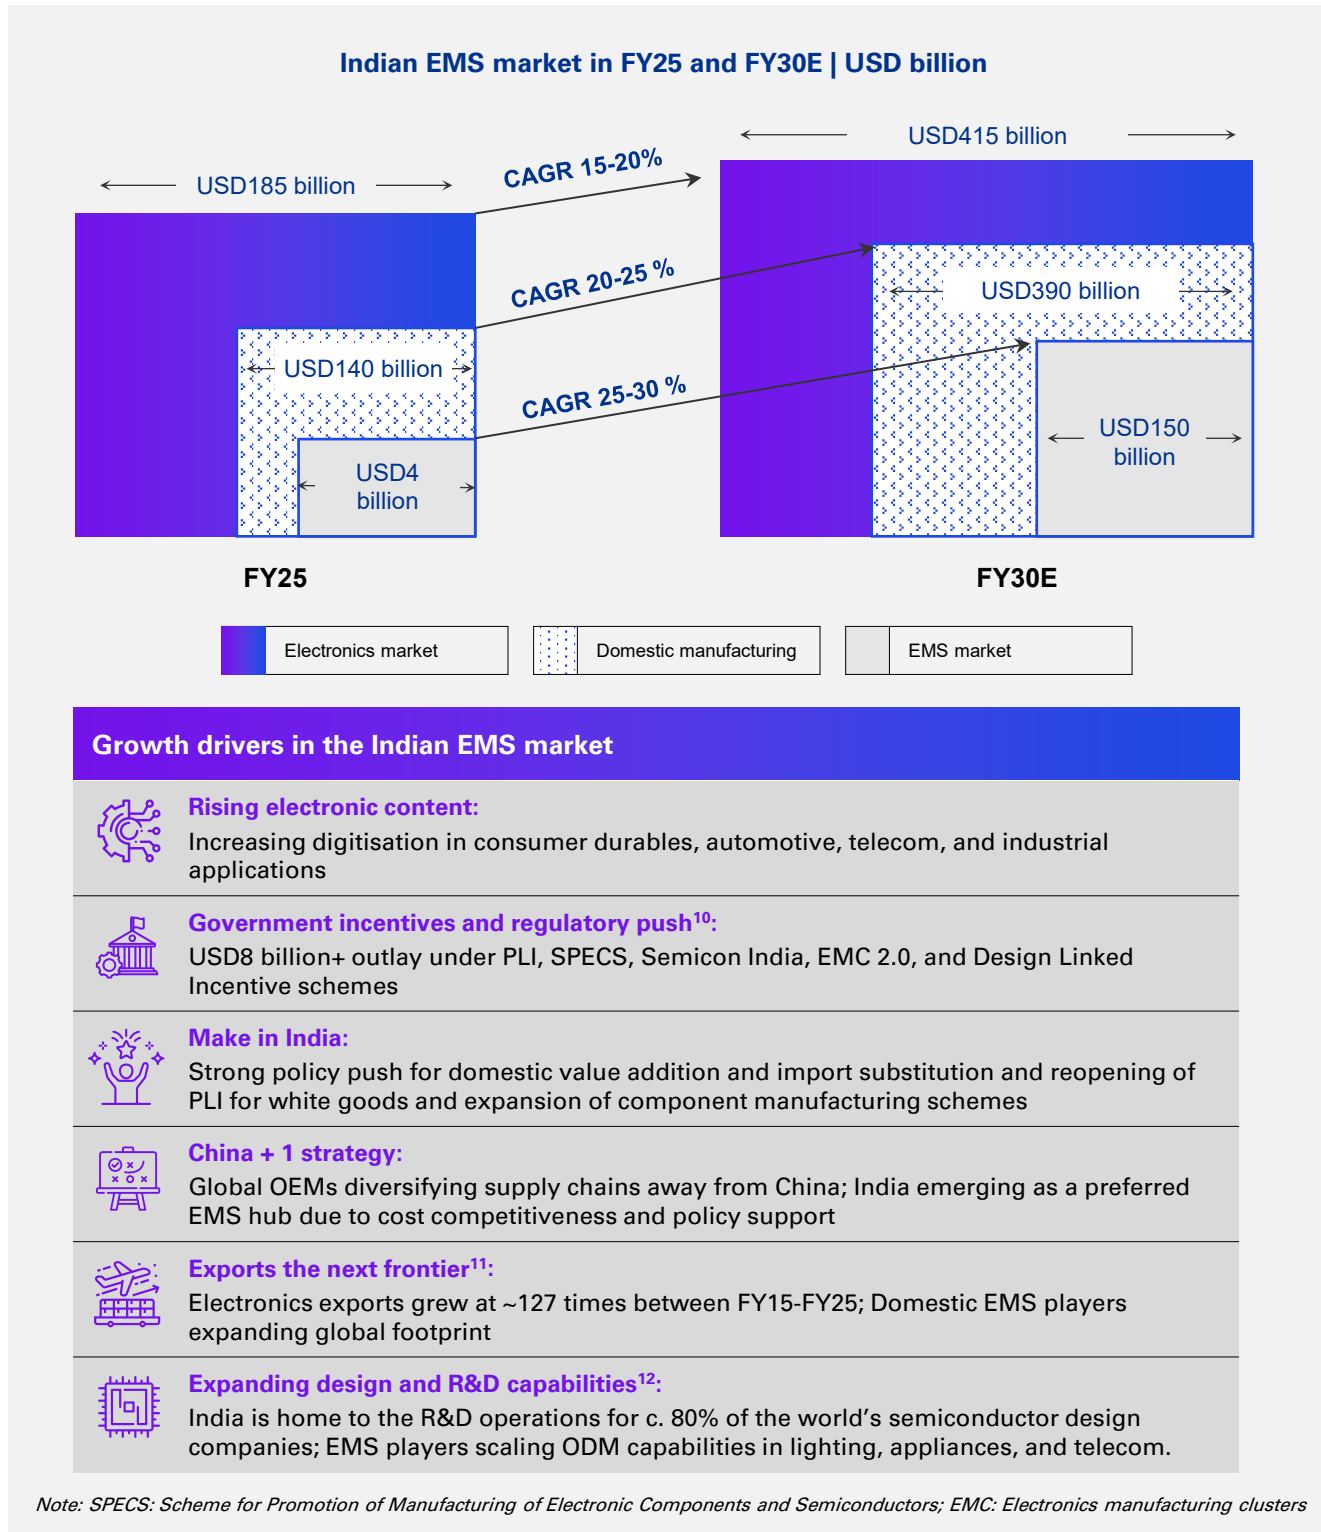 Indian EMS market in FY25 and FY30E | USD billion
USD415 billion
CAGR 15-20%
USD185 billion
CAGR 20-25 %
USD390 billion
USD140 billion
CAGR 25-30 %
USD150
billion
USD4
billion
FY25
FY30E
Electronics market
Domestic manufacturing
EMS market
Growth drivers in the Indian EMS market
Rising electronic content:
Increasing digitisation in consumer durables, automotive, telecom, and industrial
applications
Government incentives and regulatory push¹⁰:
USD8 billion+ outlay under PLI, SPECS, Semicon India, EMC 2.0, and Design Linked
Incentive schemes
Make in India:
Strong policy push for domestic value addition and import substitution and reopening of
PLI for white goods and expansion of component manufacturing schemes
China + 1 strategy:
Global OEMs diversifying supply chains away from China; India emerging as a preferred
EMS hub due to cost competitiveness and policy support
Exports the next frontier¹¹:
Electronics exports grew at ~127 times between FY15-FY25; Domestic EMS players
expanding global footprint
Expanding design and R&D capabilities¹²:
India is home to the R&D operations for c. 80% of the world's semiconductor design
companies; EMS players scaling ODM capabilities in lighting, appliances, and telecom.
Note: SPECS: Scheme for Promotion of Manufacturing of Electronic Components and Semiconductors; EMC: Electronics manufacturing clusters